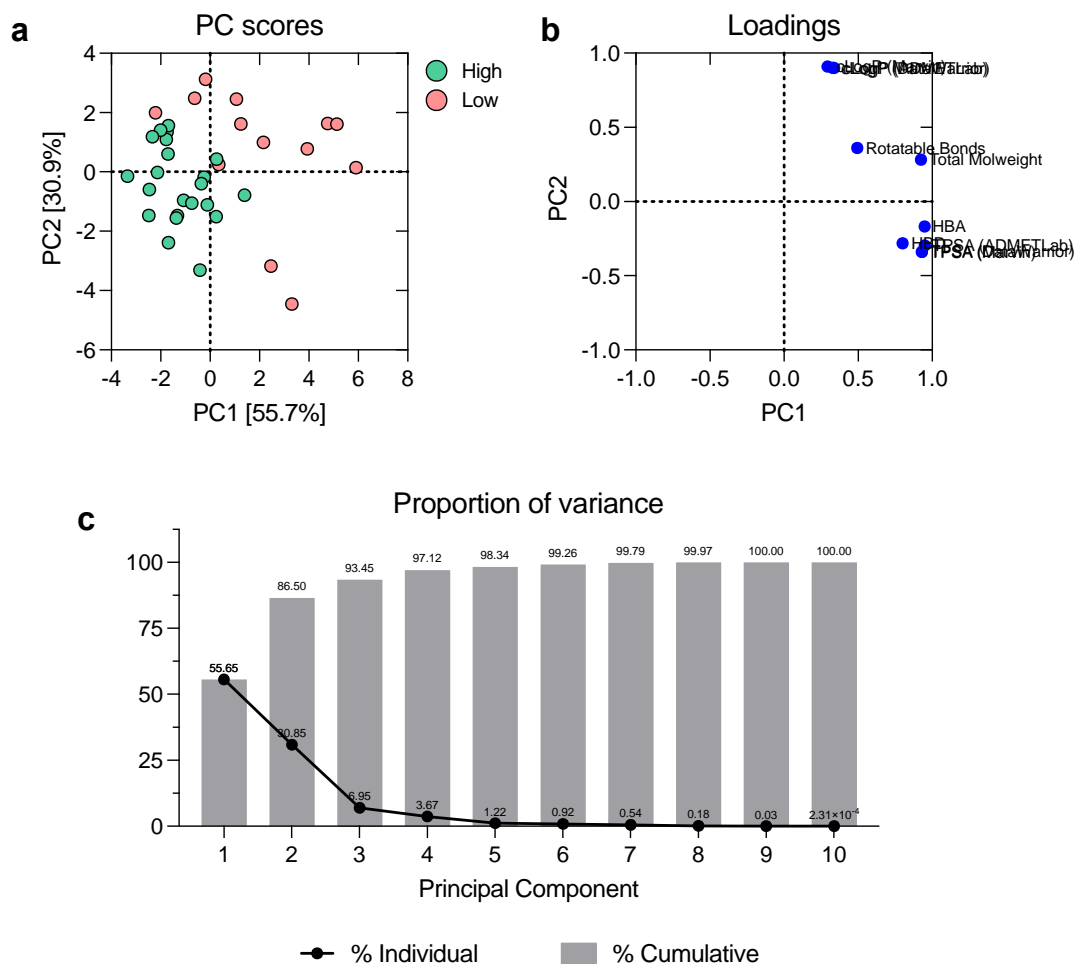 a
PC scores
4
2
0
-2
-4
-6
-4
-2
0
2
4
6
8
PC2 [30.9%]
PC1 [55.7%]
High
Low
b
Loadings
1.0
0.5
0.0
-0.5
-1.0
-1.0
-0.5
0.0
0.5
1.0
PC2
PC1
Rotatable Bonds
Total Molweight
HBA
HBD
TPSA (ADMETLab)
c
Proportion of variance
100
75
50
25
0
55.65
86.50
93.45
97.12
98.34
99.26
99.79
99.97
100.00
100.00
30.85
6.95
3.67
1.22
0.92
0.54
0.18
0.03
2.31×10⁻⁴
1
2
3
4
5
6
7
8
9
10
Principal Component
% Individual
% Cumulative